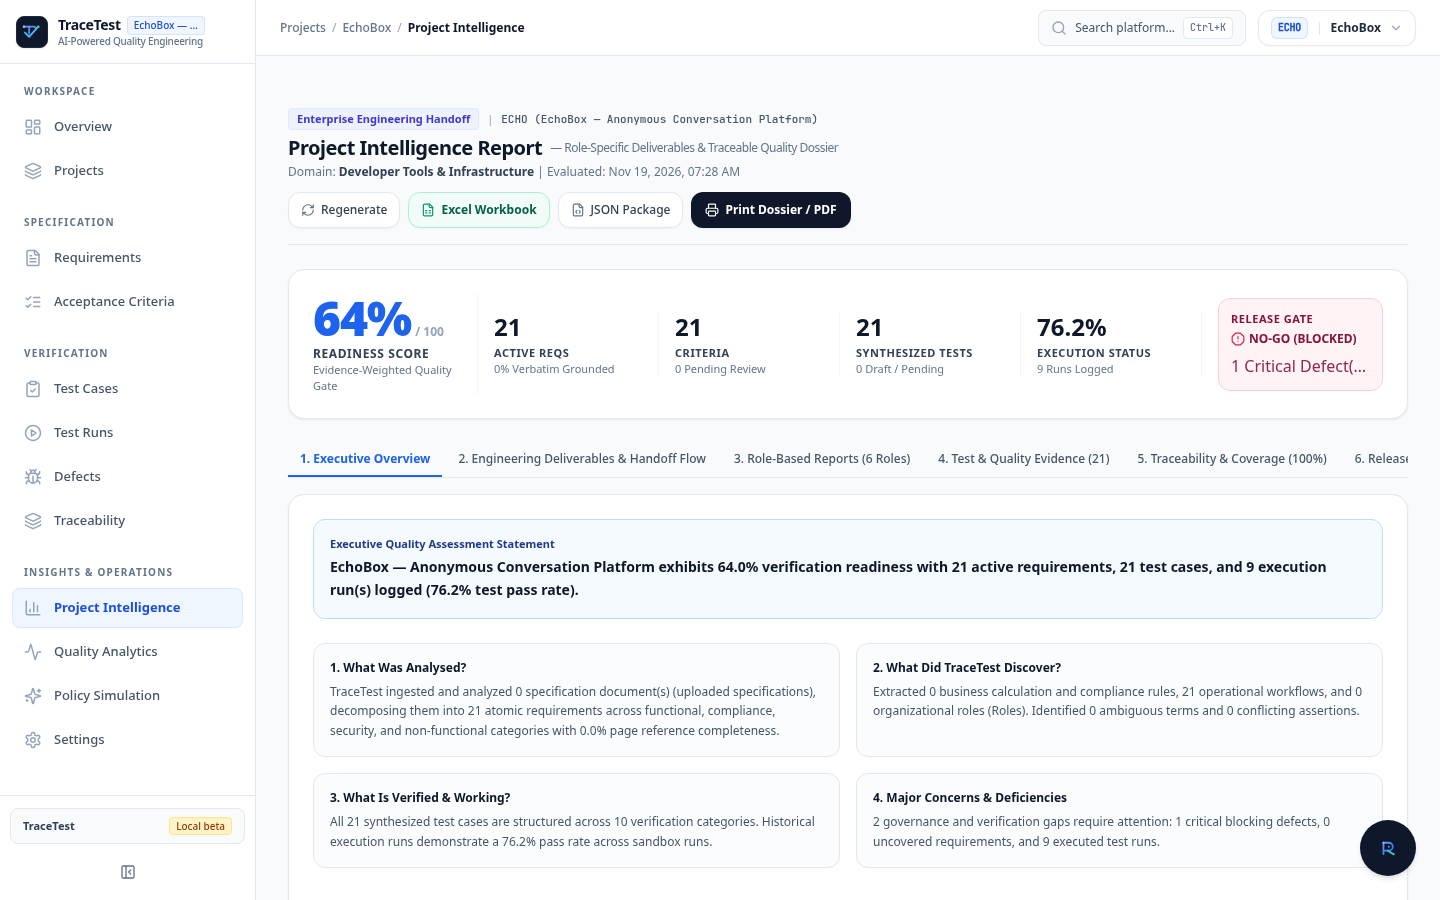 TraceTest
EchoBox — ...
AI-Powered Quality Engineering
WORKSPACE
Overview
Projects
SPECIFICATION
Requirements
Acceptance Criteria
VERIFICATION
Test Cases
Test Runs
Defects
Traceability
INSIGHTS & OPERATIONS
Project Intelligence
Quality Analytics
Policy Simulation
Settings
TraceTest
Local beta
Projects / EchoBox / Project Intelligence
Search platform... Ctrl+K
ECHO EchoBox
Enterprise Engineering Handoff | ECHO (EchoBox — Anonymous Conversation Platform)
Project Intelligence Report — Role-Specific Deliverables & Traceable Quality Dossier
Domain: Developer Tools & Infrastructure | Evaluated: Nov 19, 2026, 07:28 AM
Regenerate
Excel Workbook
JSON Package
Print Dossier / PDF
64% / 100
READINESS SCORE
Evidence-Weighted Quality
Gate
21
ACTIVE REQS
0% Verbatim Grounded
21
CRITERIA
0 Pending Review
21
SYNTHESIZED TESTS
0 Draft / Pending
76.2%
EXECUTION STATUS
9 Runs Logged
RELEASE GATE
NO-GO (BLOCKED)
1 Critical Defect(...
1. Executive Overview
2. Engineering Deliverables & Handoff Flow
3. Role-Based Reports (6 Roles)
4. Test & Quality Evidence (21)
5. Traceability & Coverage (100%)
6. Release
Executive Quality Assessment Statement
EchoBox — Anonymous Conversation Platform exhibits 64.0% verification readiness with 21 active requirements, 21 test cases, and 9 execution
run(s) logged (76.2% test pass rate).
1. What Was Analysed?
TraceTest ingested and analyzed 0 specification document(s) (uploaded specifications),
decomposing them into 21 atomic requirements across functional, compliance,
security, and non-functional categories with 0.0% page reference completeness.
2. What Did TraceTest Discover?
Extracted 0 business calculation and compliance rules, 21 operational workflows, and 0
organizational roles (Roles). Identified 0 ambiguous terms and 0 conflicting assertions.
3. What Is Verified & Working?
All 21 synthesized test cases are structured across 10 verification categories. Historical
execution runs demonstrate a 76.2% pass rate across sandbox runs.
4. Major Concerns & Deficiencies
2 governance and verification gaps require attention: 1 critical blocking defects, 0
uncovered requirements, and 9 executed test runs.